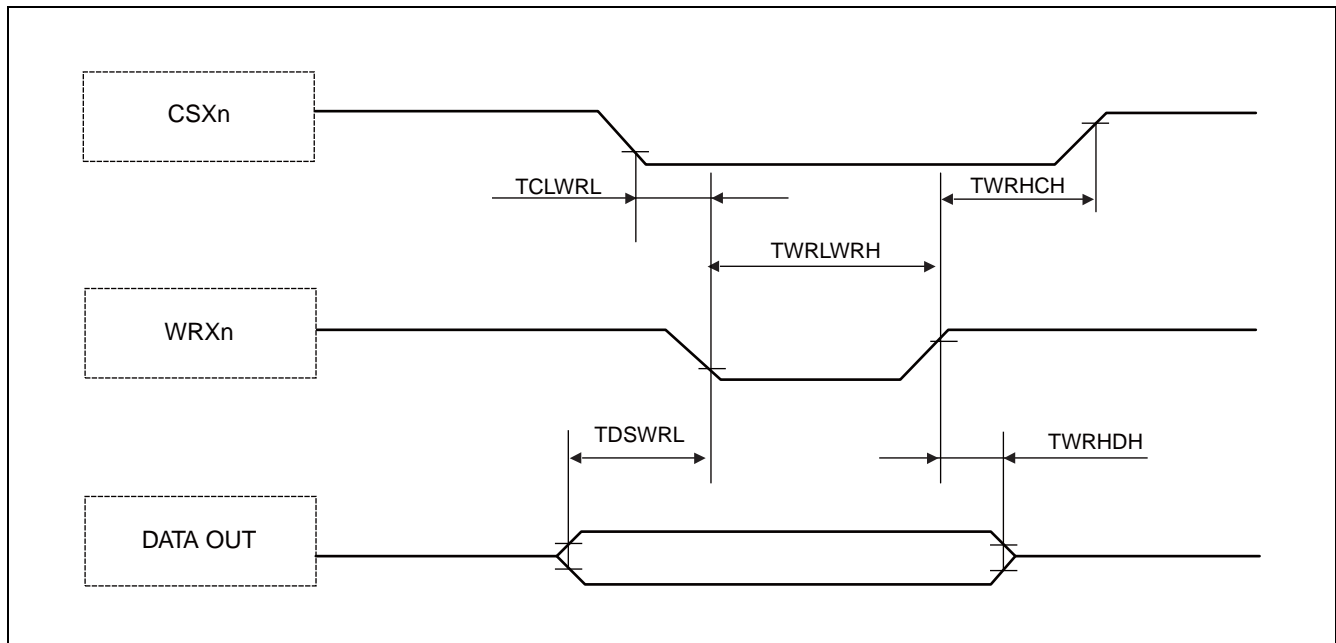 CSXn
TCLWRL
TWRHCH
TWRLWRH
WRXn
TDSWRL
TWRHDH
DATA OUT